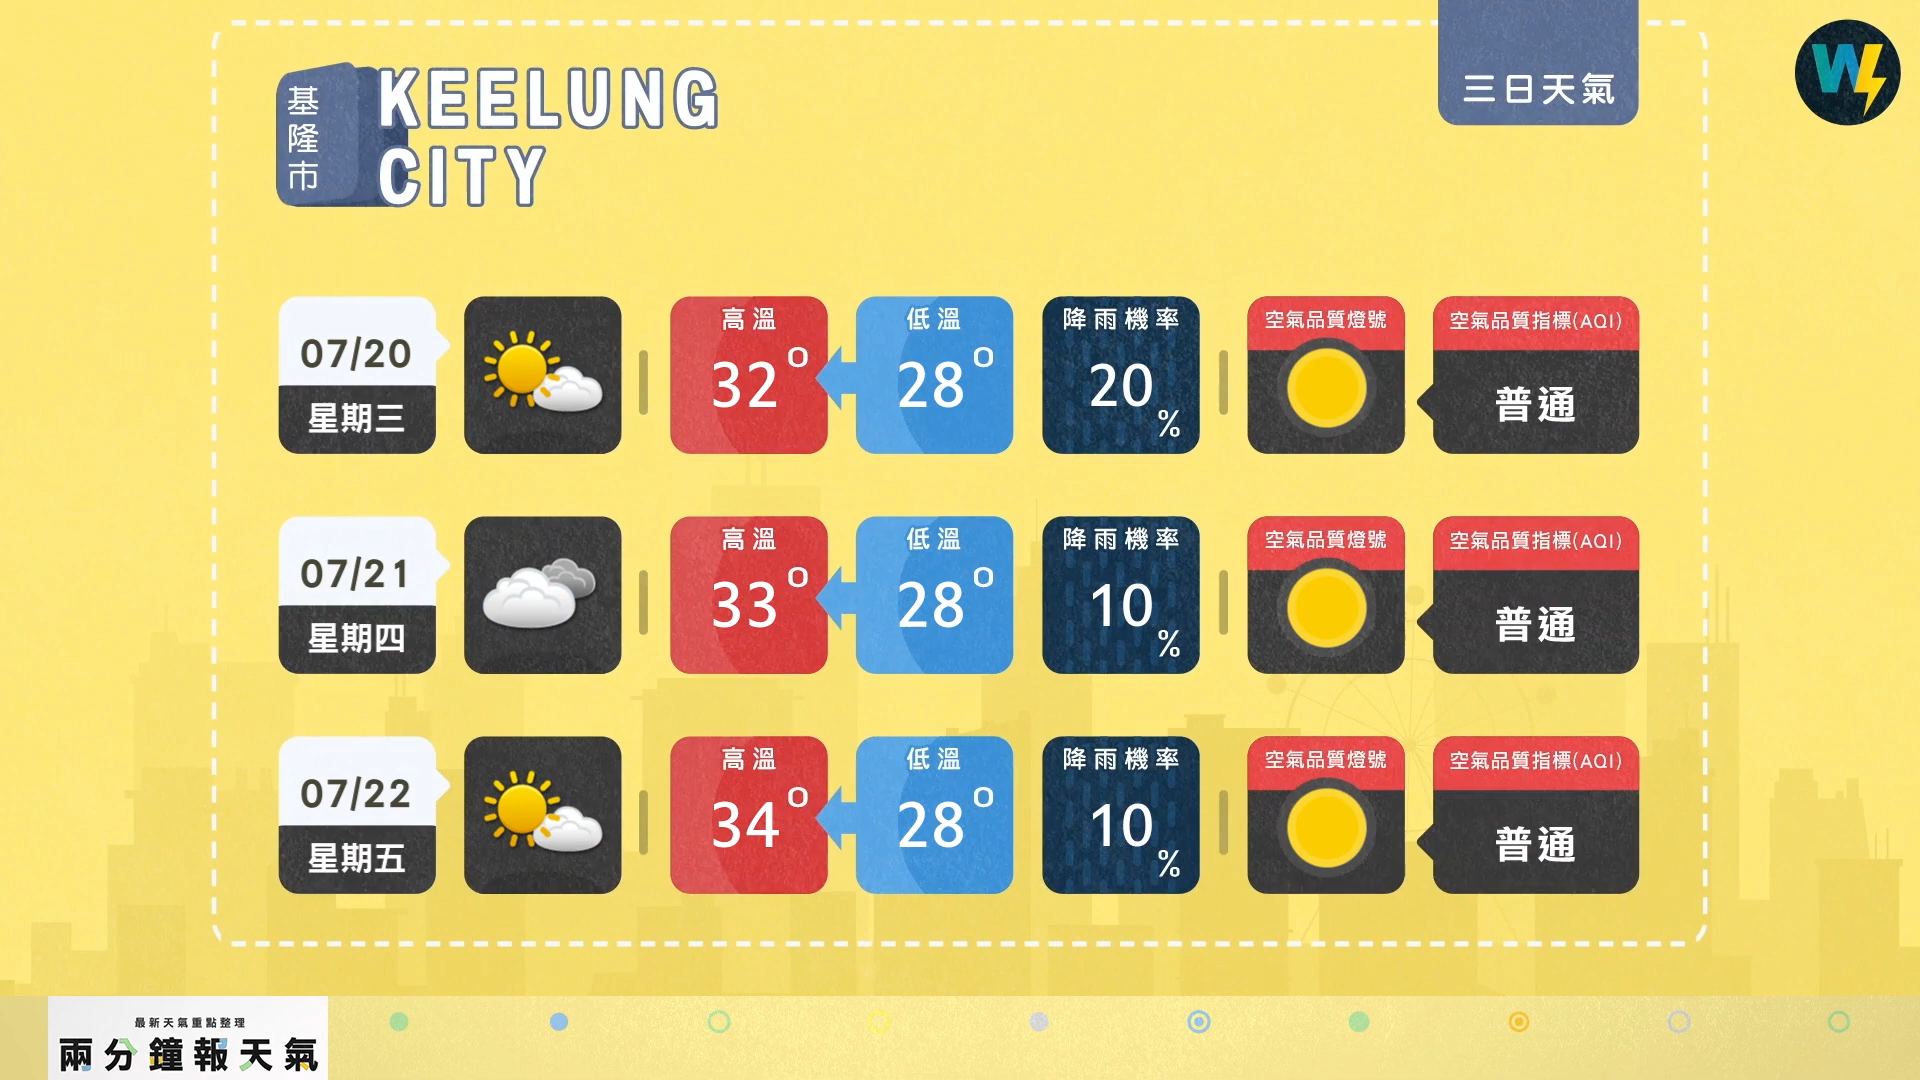 基隆市
KEELUNG
CITY
三日天氣
W
07/20
星期三
高溫
32°
低溫
28°
降雨機率
20%
空氣品質燈號
空氣品質指標(AQI)
普通
07/21
星期四
高溫
33°
低溫
28°
降雨機率
10%
空氣品質燈號
空氣品質指標(AQI)
普通
07/22
星期五
高溫
34°
低溫
28°
降雨機率
10%
空氣品質燈號
空氣品質指標(AQI)
普通
最新天氣重點整理
兩分鐘報天氣